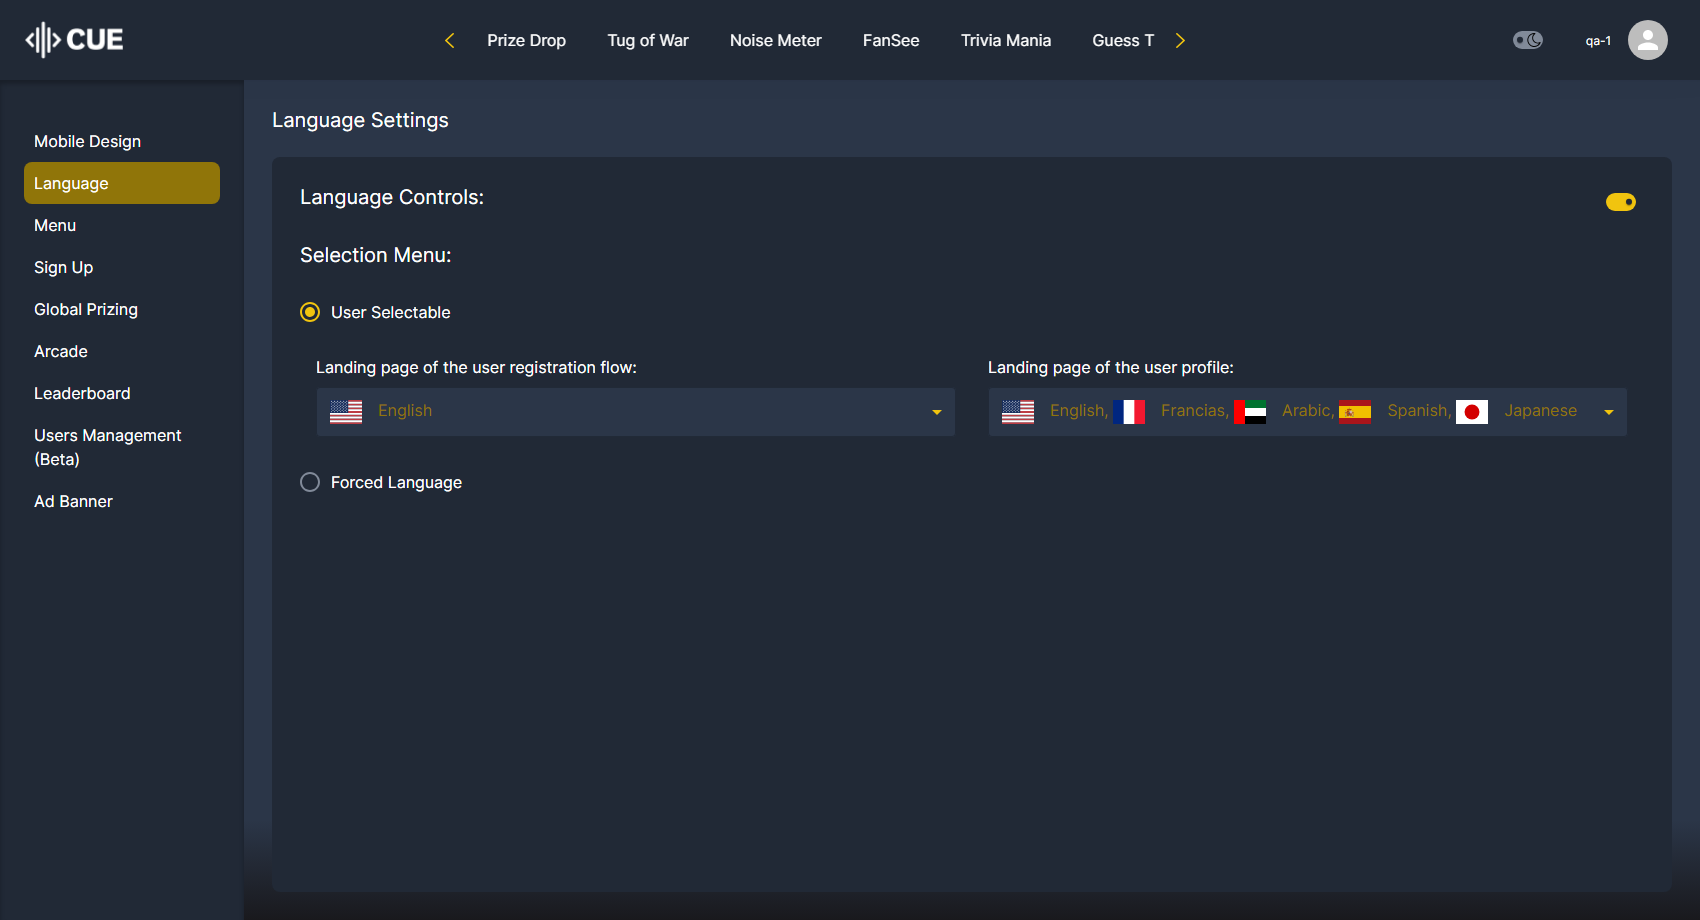 CUE
Prize Drop
Tug of War
Noise Meter
FanSee
Trivia Mania
Guess T
qa-1
Mobile Design
Language
Menu
Sign Up
Global Prizing
Arcade
Leaderboard
Users Management
(Beta)
Ad Banner
Language Settings
Language Controls:
Selection Menu:
User Selectable
Landing page of the user registration flow:
English
Landing page of the user profile:
English, Francias, Arabic, Spanish, Japanese
Forced Language